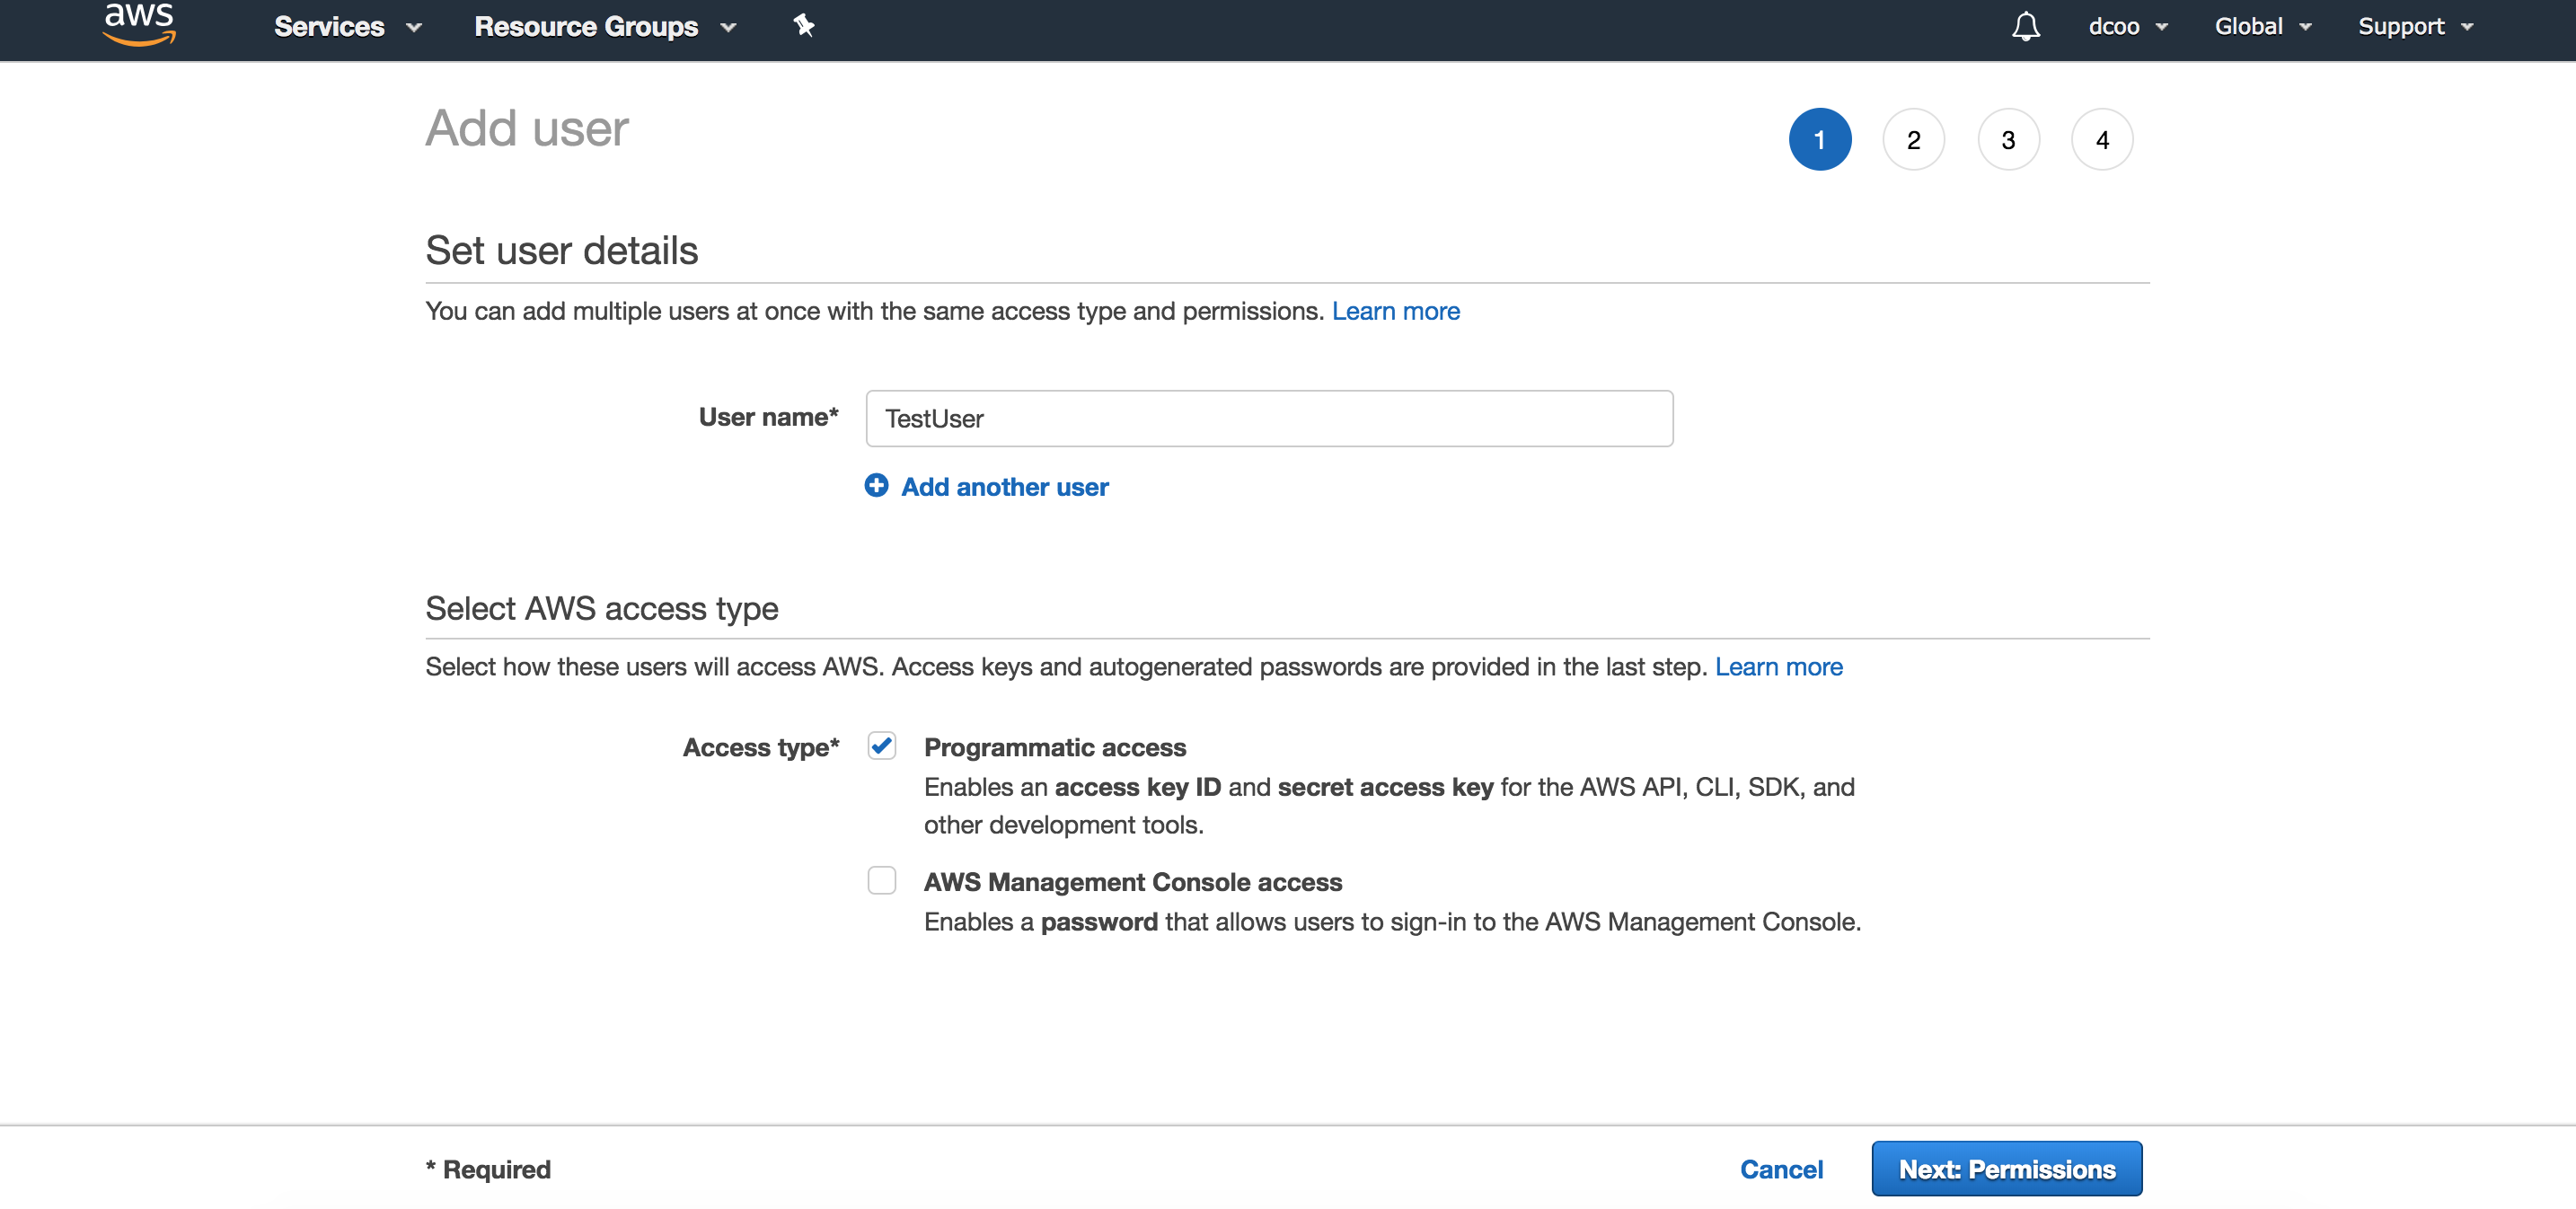 aws Services Resource Groups dcoo Global Support
Add user
1 2 3 4
Set user details
You can add multiple users at once with the same access type and permissions. Learn more
User name* TestUser
Add another user
Select AWS access type
Select how these users will access AWS. Access keys and autogenerated passwords are provided in the last step. Learn more
Access type* Programmatic access
Enables an access key ID and secret access key for the AWS API, CLI, SDK, and
other development tools.
AWS Management Console access
Enables a password that allows users to sign-in to the AWS Management Console.
* Required Cancel Next: Permissions